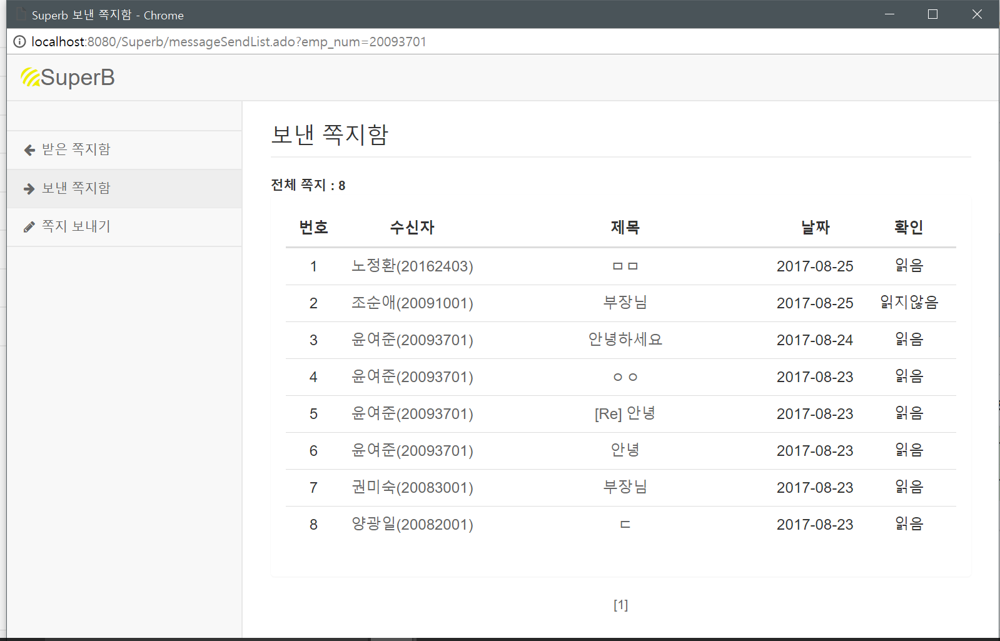 Superb 보낸 쪽지함 - Chrome
localhost:8080/Superb/messageSendList.ado?emp_num=20093701
SuperB
받은 쪽지함
보낸 쪽지함
쪽지 보내기
보낸 쪽지함
전체 쪽지 : 8
번호 수신자 제목 날짜 확인
1 노정환(20162403) ㅁㅁ 2017-08-25 읽음
2 조순애(20091001) 부장님 2017-08-25 읽지않음
3 윤여준(20093701) 안녕하세요 2017-08-24 읽음
4 윤여준(20093701) ㅇㅇ 2017-08-23 읽음
5 윤여준(20093701) [Re] 안녕 2017-08-23 읽음
6 윤여준(20093701) 안녕 2017-08-23 읽음
7 권미숙(20083001) 부장님 2017-08-23 읽음
8 양광일(20082001) ㄷ 2017-08-23 읽음
[1]